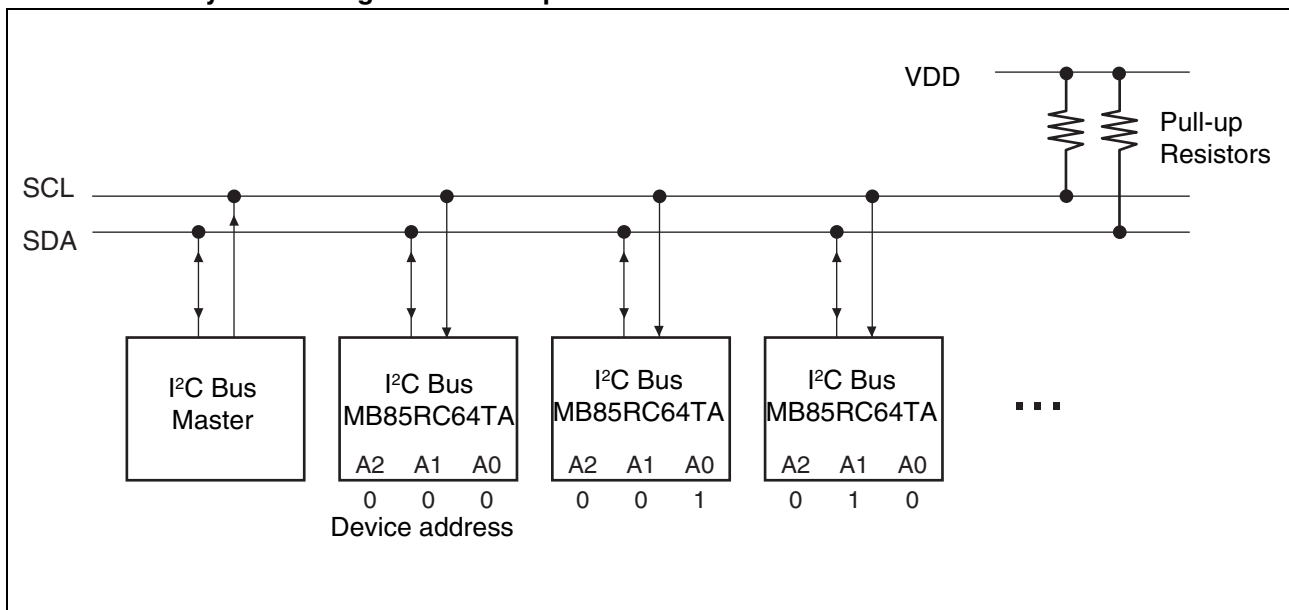 VDD
Pull-up
Resistors
SCL
SDA
I²C Bus
Master
I²C Bus
MB85RC64TA
A2 A1 A0
0 0 0
Device address
I²C Bus
MB85RC64TA
A2 A1 A0
0 0 1
I²C Bus
MB85RC64TA
A2 A1 A0
0 1 0
...